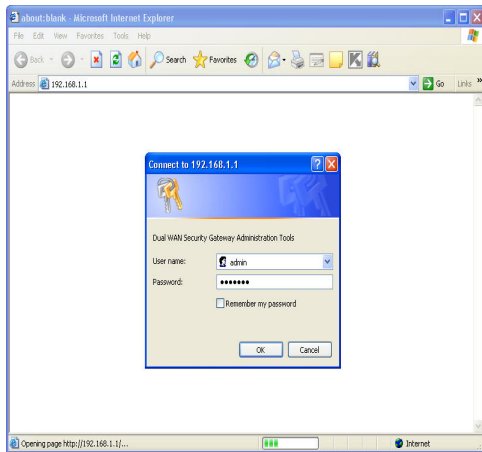 about:blank - Microsoft Internet Explorer
File Edit View Favorites Tools Help
Back Search Favorites
Address 192.168.1.1 Go Links »
Connect to 192.168.1.1
Dual WAN Security Gateway Administration Tools
User name: admin
Password: •••••••
Remember my password
OK Cancel
Opening page http://192.168.1.1/... Internet